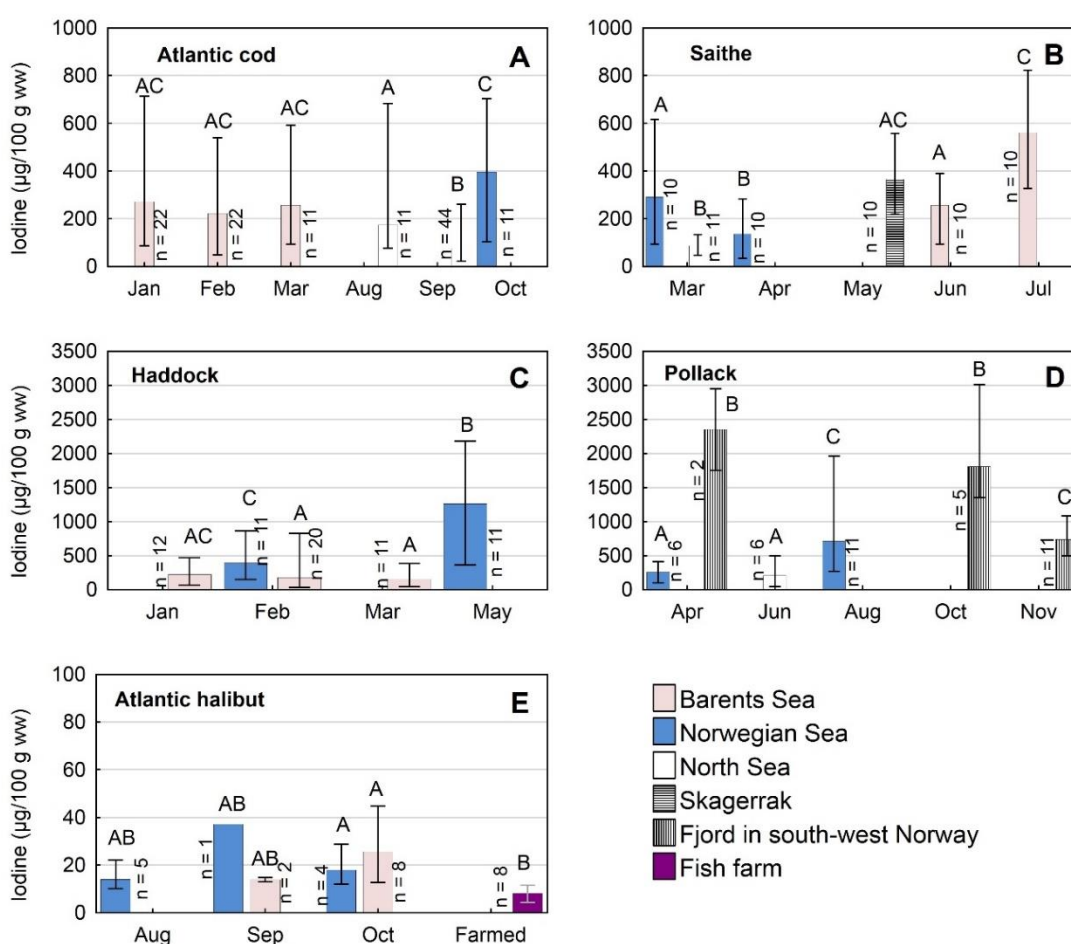 Atlantic cod
A
Iodine (µg/100 g ww)
1000
800
600
400
200
0
AC
AC
AC
A
B
C
n = 22
n = 22
n = 11
n = 11
n = 44
n = 11
Jan
Feb
Mar
Aug
Sep
Oct
Saithe
B
1000
800
600
400
200
0
A
B
B
AC
A
C
n = 10
n = 11
n = 10
n = 10
n = 10
n = 10
Mar
Apr
May
Jun
Jul
Haddock
C
Iodine (µg/100 g ww)
3500
3000
2500
2000
1500
1000
500
0
AC
C
A
A
B
n = 12
n = 11
n = 20
n = 11
n = 11
Jan
Feb
Mar
May
Pollack
D
3500
3000
2500
2000
1500
1000
500
0
A
B
A
C
B
C
n = 6
n = 2
n = 6
n = 11
n = 5
n = 11
Apr
Jun
Aug
Oct
Nov
Atlantic halibut
E
Iodine (µg/100 g ww)
100
80
60
40
20
0
AB
AB
AB
A
A
B
n = 5
n = 1
n = 2
n = 4
n = 8
n = 8
Aug
Sep
Oct
Farmed
Barents Sea
Norwegian Sea
North Sea
Skagerrak
Fjord in south-west Norway
Fish farm